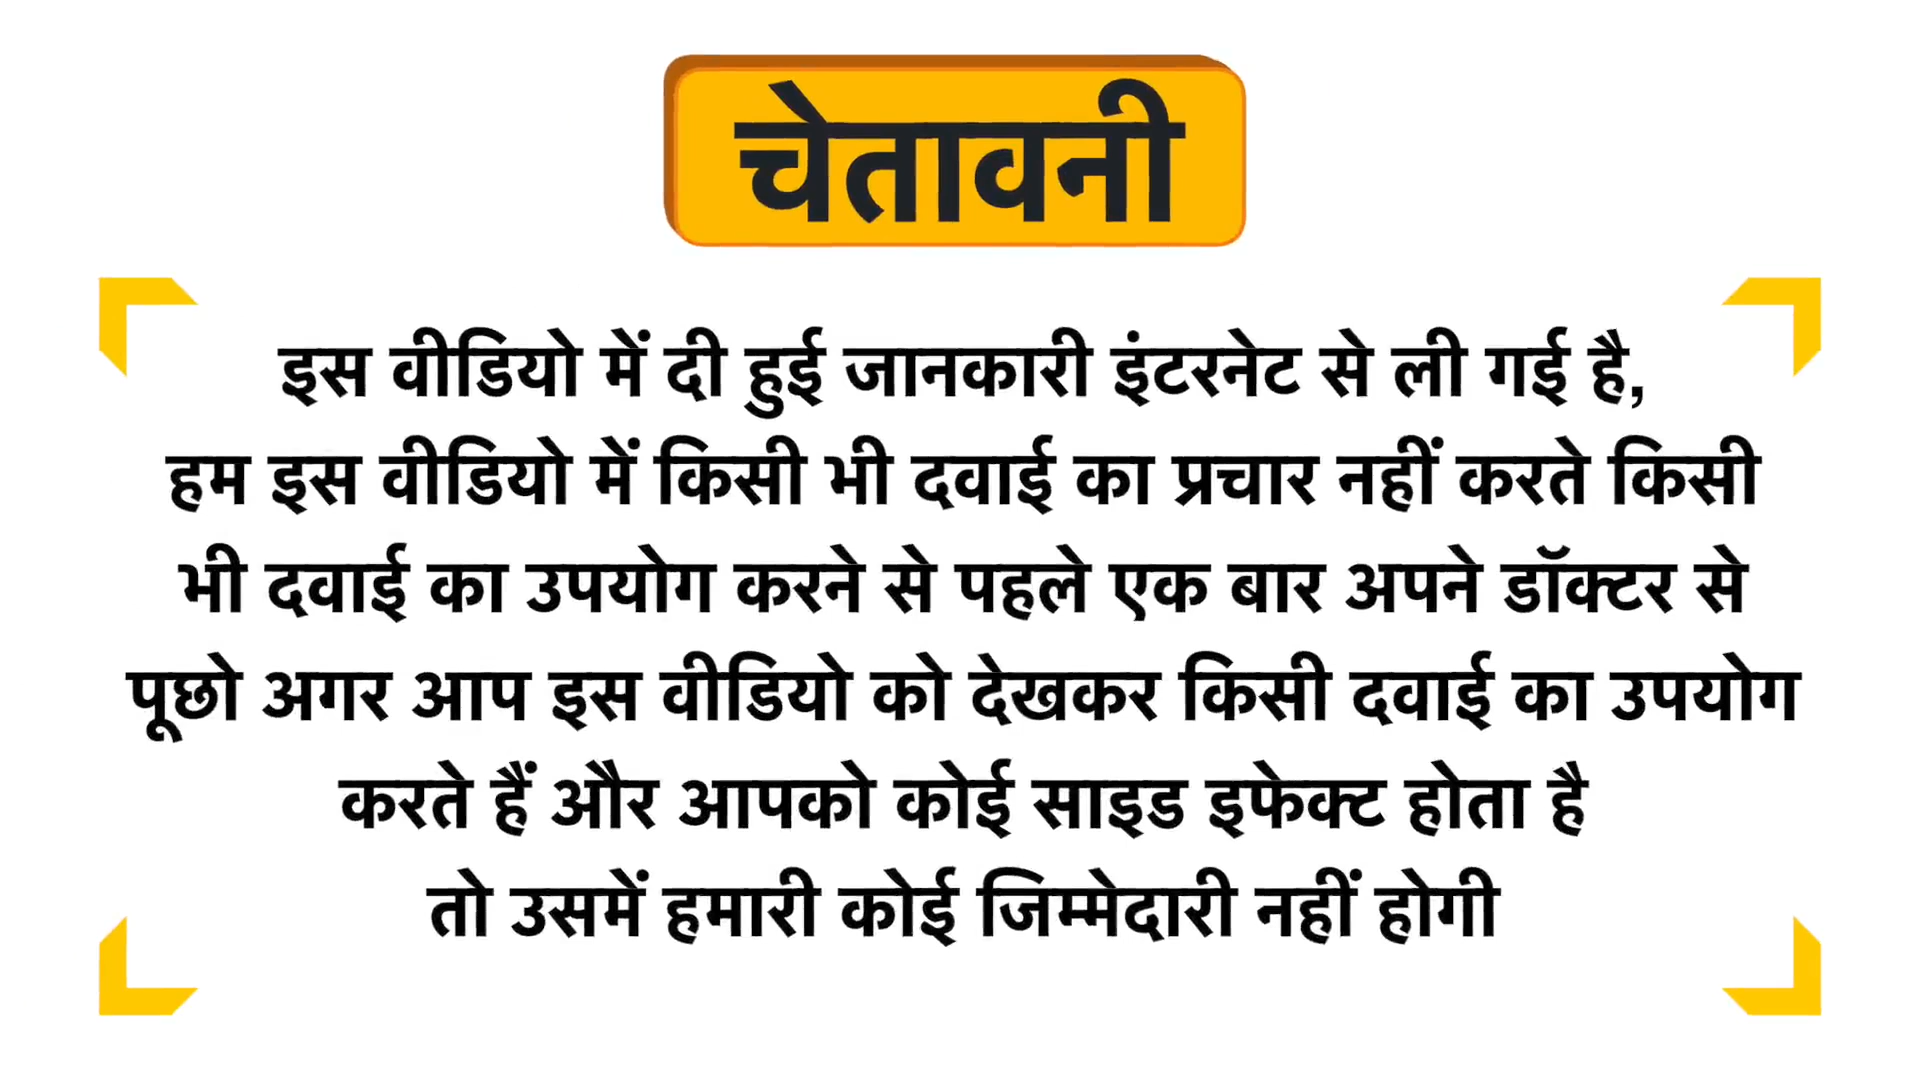 चेतावनी
इस वीडियो में दी हुई जानकारी इंटरनेट से ली गई है,
हम इस वीडियो में किसी भी दवाई का प्रचार नहीं करते किसी
भी दवाई का उपयोग करने से पहले एक बार अपने डॉक्टर से
पूछो अगर आप इस वीडियो को देखकर किसी दवाई का उपयोग
करते हैं और आपको कोई साइड इफेक्ट होता है
तो उसमें हमारी कोई जिम्मेदारी नहीं होगी